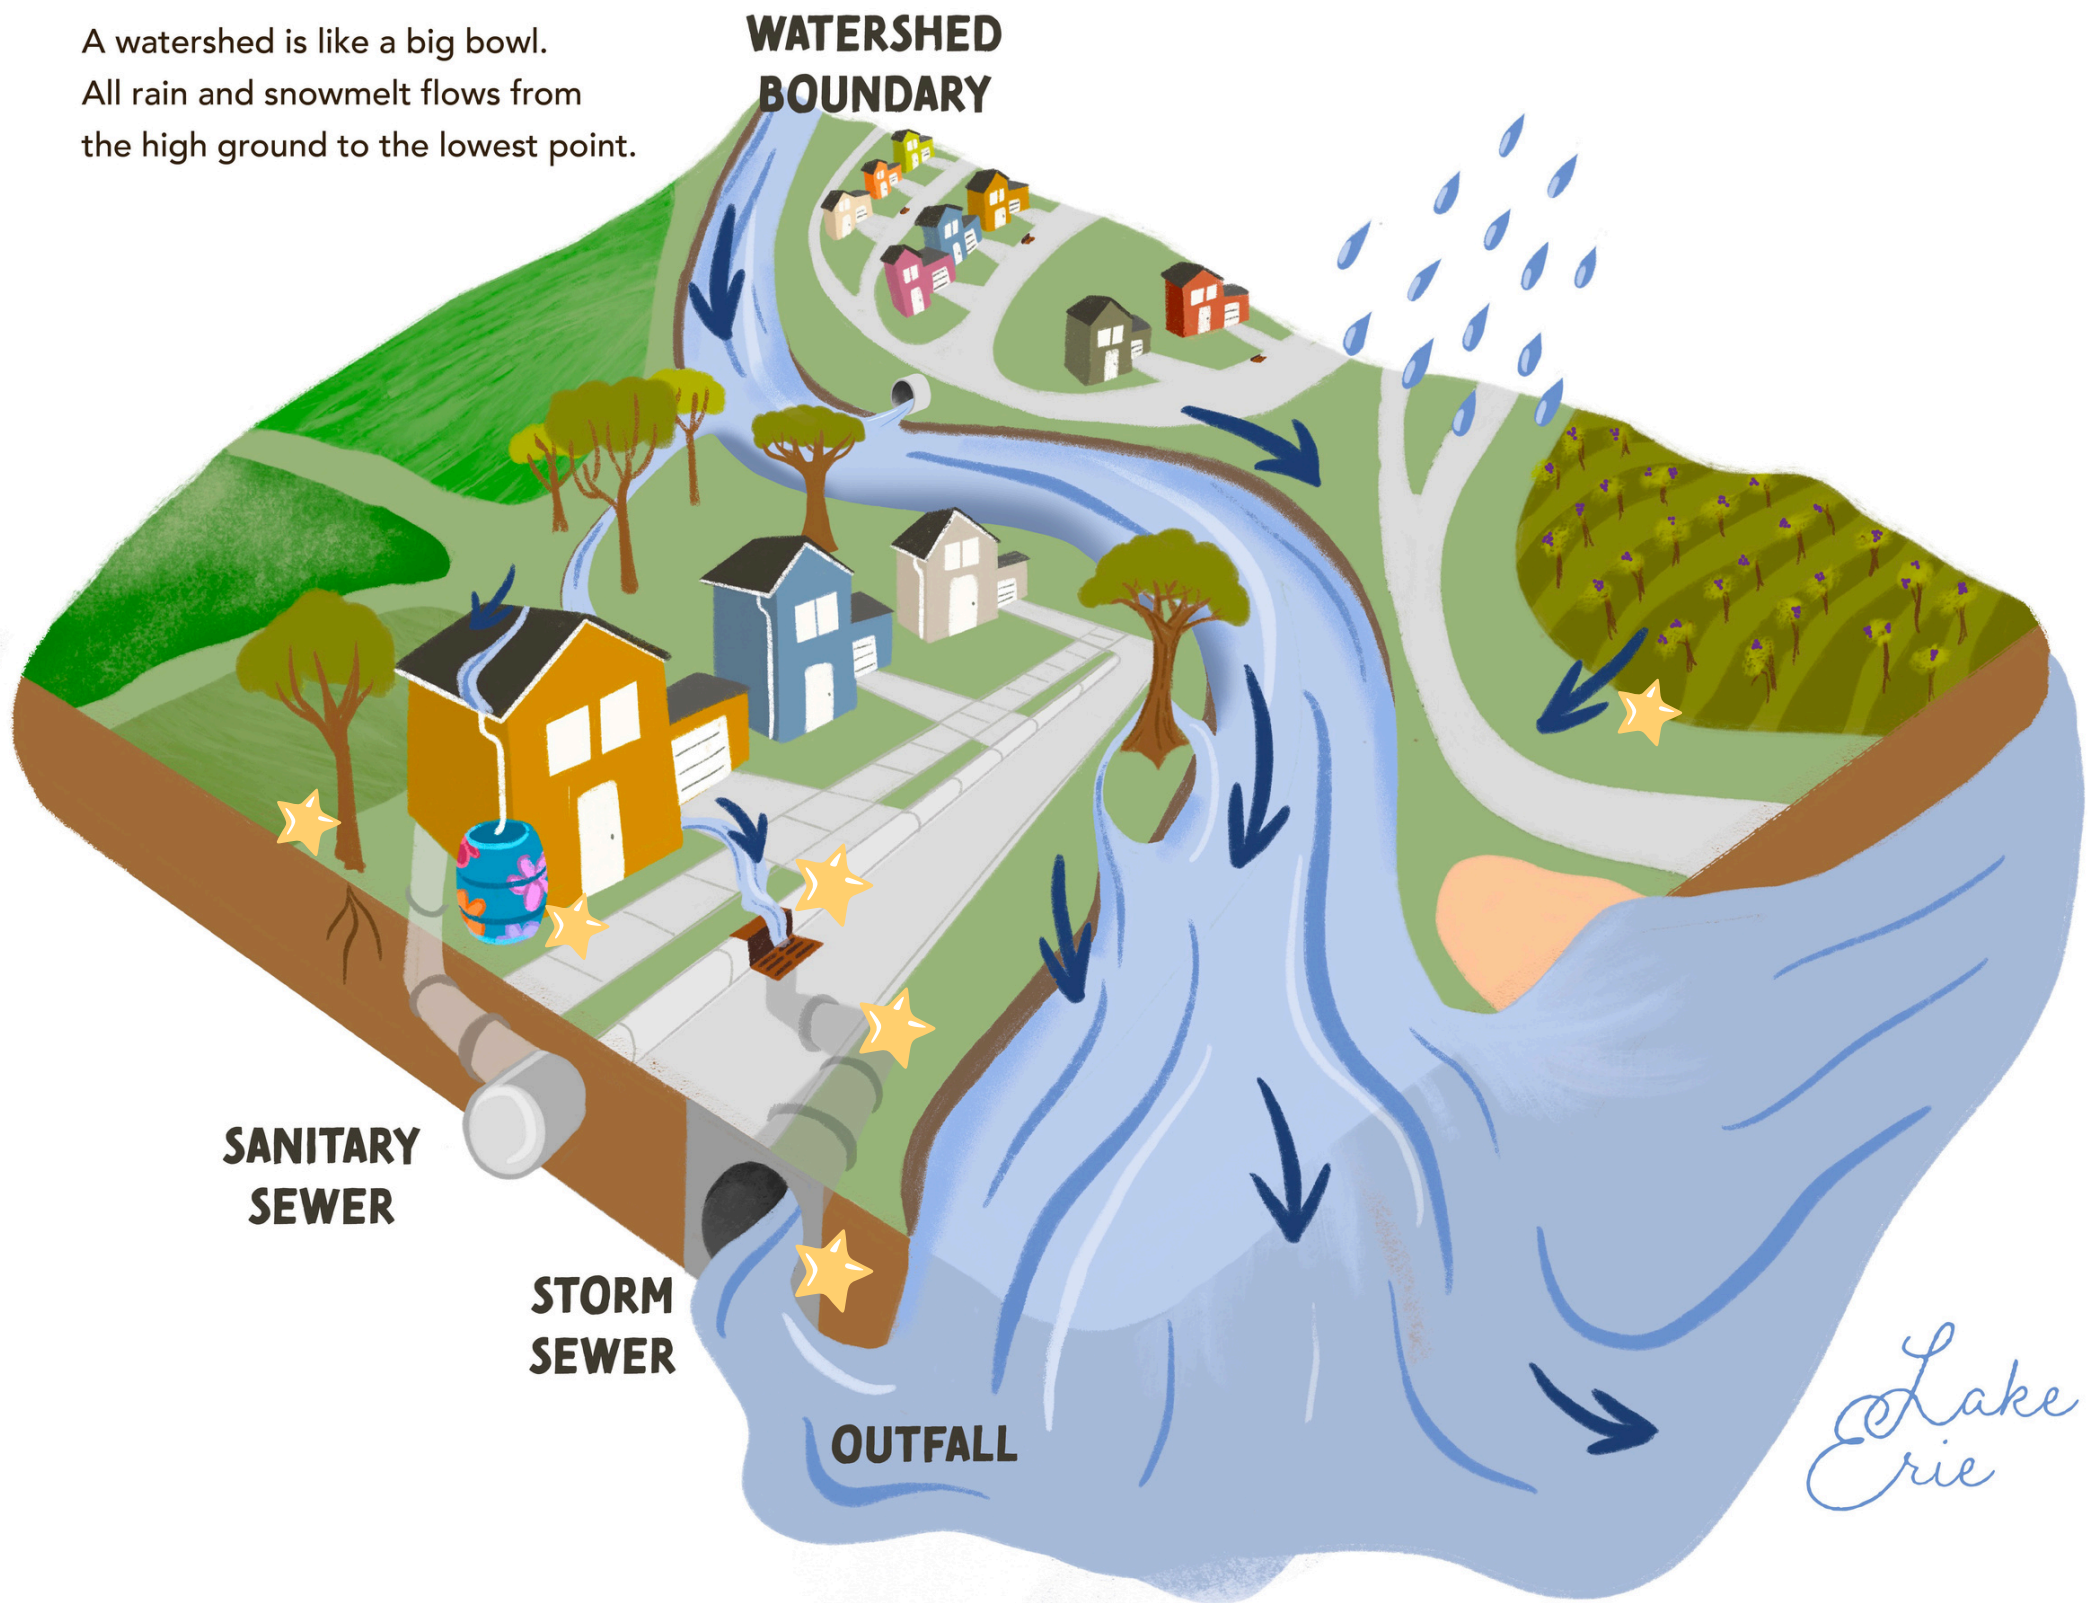 A watershed is like a big bowl.
All rain and snowmelt flows from
the high ground to the lowest point.
WATERSHED
BOUNDARY
SANITARY
SEWER
STORM
SEWER
OUTFALL
Lake
Erie